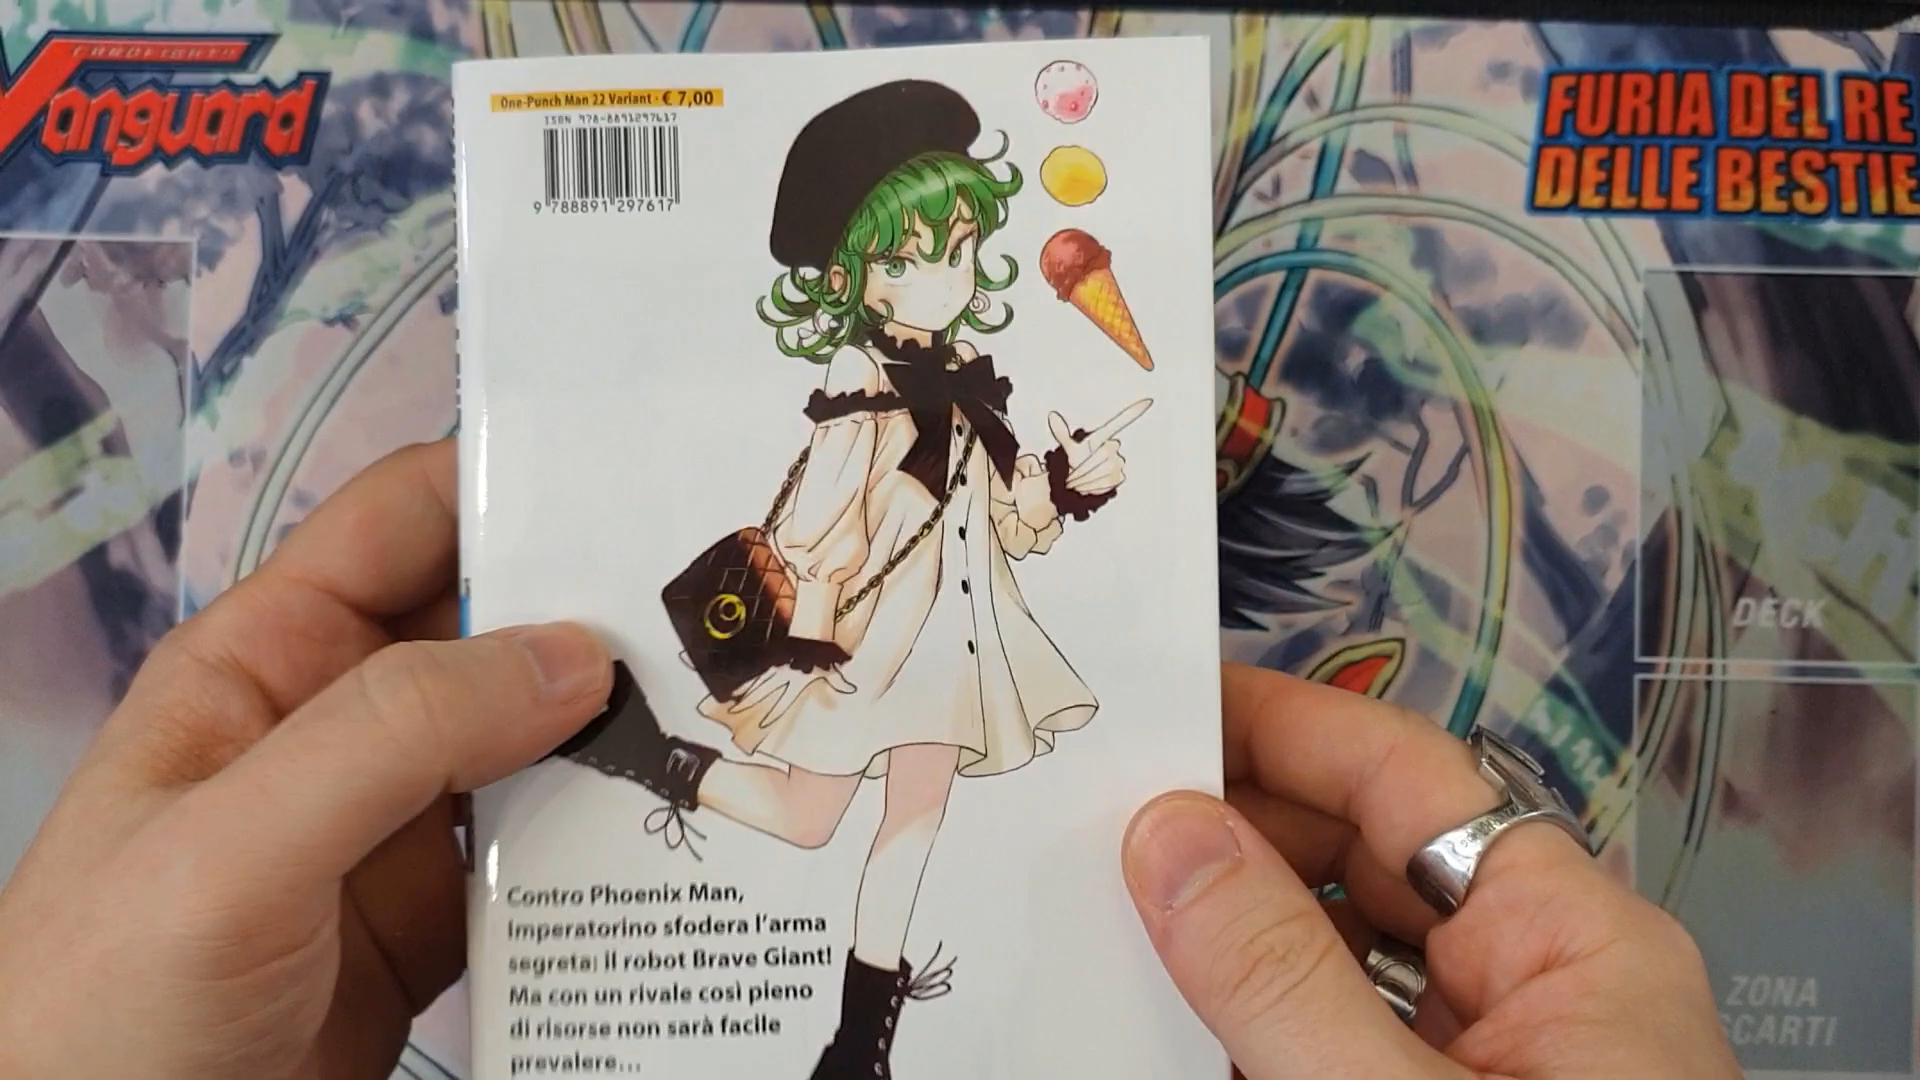 CARDFIGHT!!
Vanguard
FURIA DEL RE
DELLE BESTIE
One-Punch Man 22 Variant - € 7,00
ISBN 978-8891297617
9 788891 297617
DECK
Contro Phoenix Man,
Imperatorino sfodera l'arma
segreta: il robot Brave Giant!
Ma con un rivale così pieno
di risorse non sarà facile
prevalere...
ZONA
SCARTI